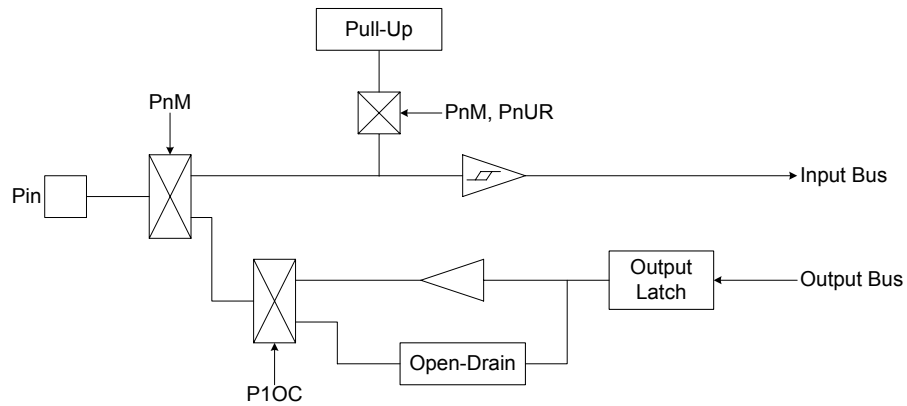 Pull-Up
PnM
PnM, PnUR
Pin
Input Bus
Output
Latch
Output Bus
Open-Drain
P1OC